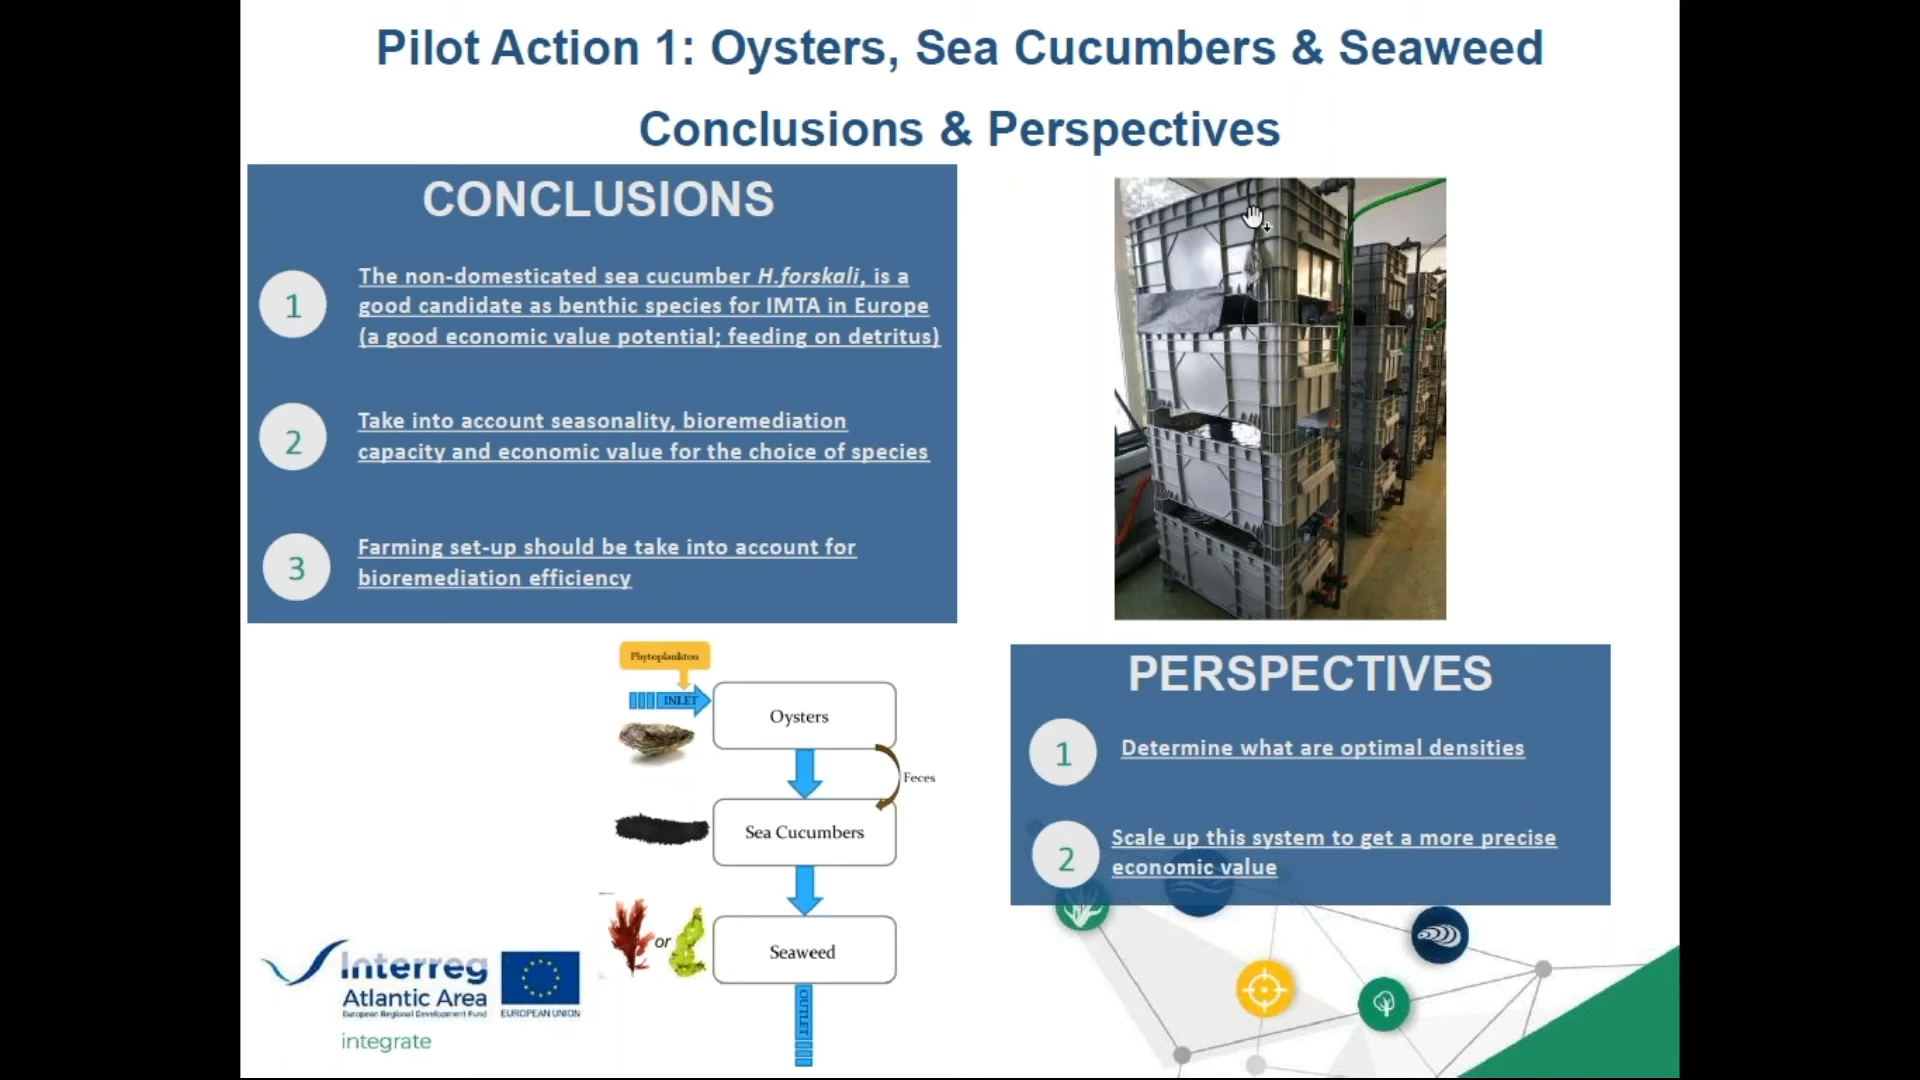 Pilot Action 1: Oysters, Sea Cucumbers & Seaweed
Conclusions & Perspectives
CONCLUSIONS
1
The non-domesticated sea cucumber H.forskali, is a
good candidate as benthic species for IMTA in Europe
(a good economic value potential; feeding on detritus)
2
Take into account seasonality, bioremediation
capacity and economic value for the choice of species
3
Farming set-up should be take into account for
bioremediation efficiency
Phytoplankton
INLET
Oysters
Feces
Sea Cucumbers
or
Seaweed
OUTLET
PERSPECTIVES
1
Determine what are optimal densities
2
Scale up this system to get a more precise
economic value
Interreg
Atlantic Area
European Regional Development Fund
EUROPEAN UNION
integrate